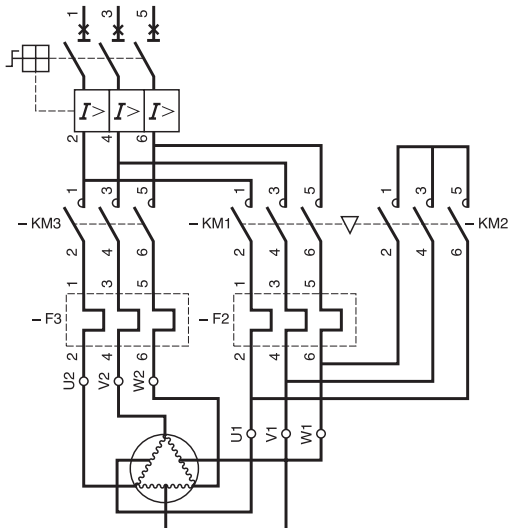 1 3 5
I> I> I>
2 4 6
1 3 5 1 3 5 1 3 5
– KM3 – KM1 – KM2
2 4 6 2 4 6 2 4 6
1 3 5 1 3 5
– F3 – F2
2 4 6 2 4 6
U2 V2 W2
U1 V1 W1